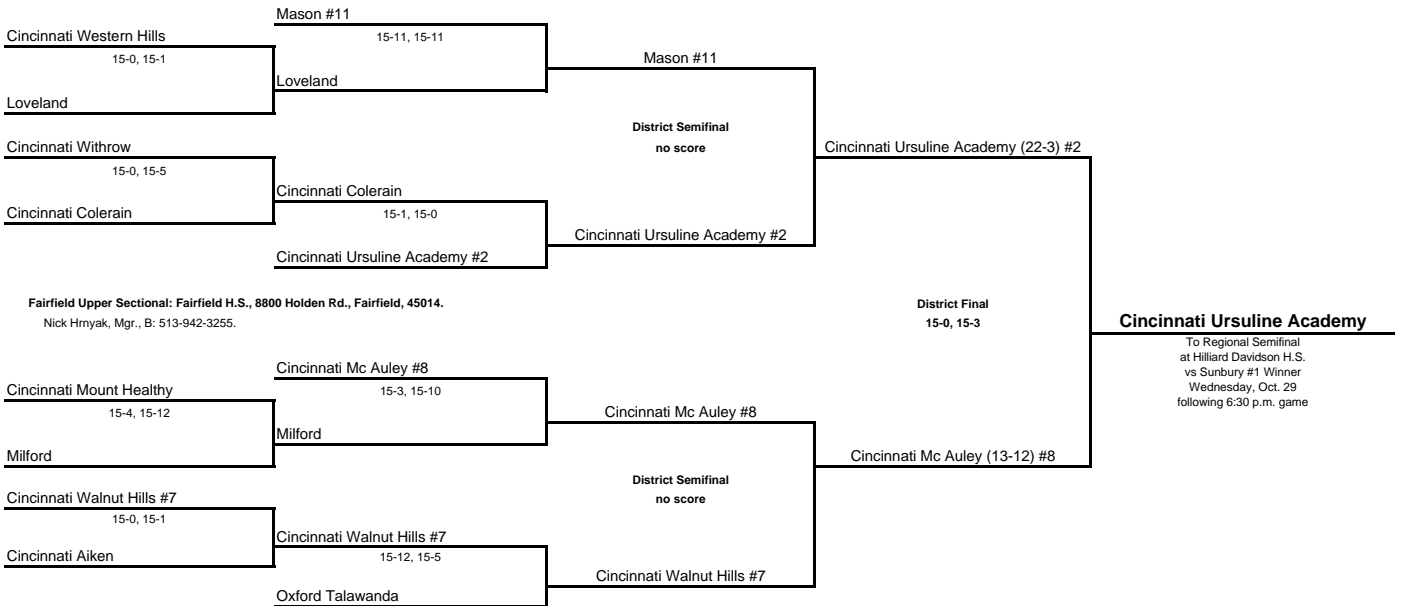 Mason #11
Cincinnati Western Hills
15-11, 15-11
15-0, 15-1
Mason #11
Loveland
Loveland
District Semifinal
no score
Cincinnati Withrow
Cincinnati Ursuline Academy (22-3) #2
15-0, 15-5
Cincinnati Colerain
Cincinnati Colerain
15-1, 15-0
Cincinnati Ursuline Academy #2
Cincinnati Ursuline Academy #2
Fairfield Upper Sectional: Fairfield H.S., 8800 Holden Rd., Fairfield, 45014.
Nick Hrnyak, Mgr., B: 513-942-3255.
District Final
15-0, 15-3
Cincinnati Ursuline Academy
To Regional Semifinal
at Hilliard Davidson H.S.
vs Sunbury #1 Winner
Wednesday, Oct. 29
following 6:30 p.m. game
Cincinnati Mc Auley #8
Cincinnati Mount Healthy
15-3, 15-10
15-4, 15-12
Cincinnati Mc Auley #8
Milford
Milford
Cincinnati Mc Auley (13-12) #8
District Semifinal
no score
Cincinnati Walnut Hills #7
15-0, 15-1
Cincinnati Walnut Hills #7
Cincinnati Aiken
15-12, 15-5
Cincinnati Walnut Hills #7
Oxford Talawanda